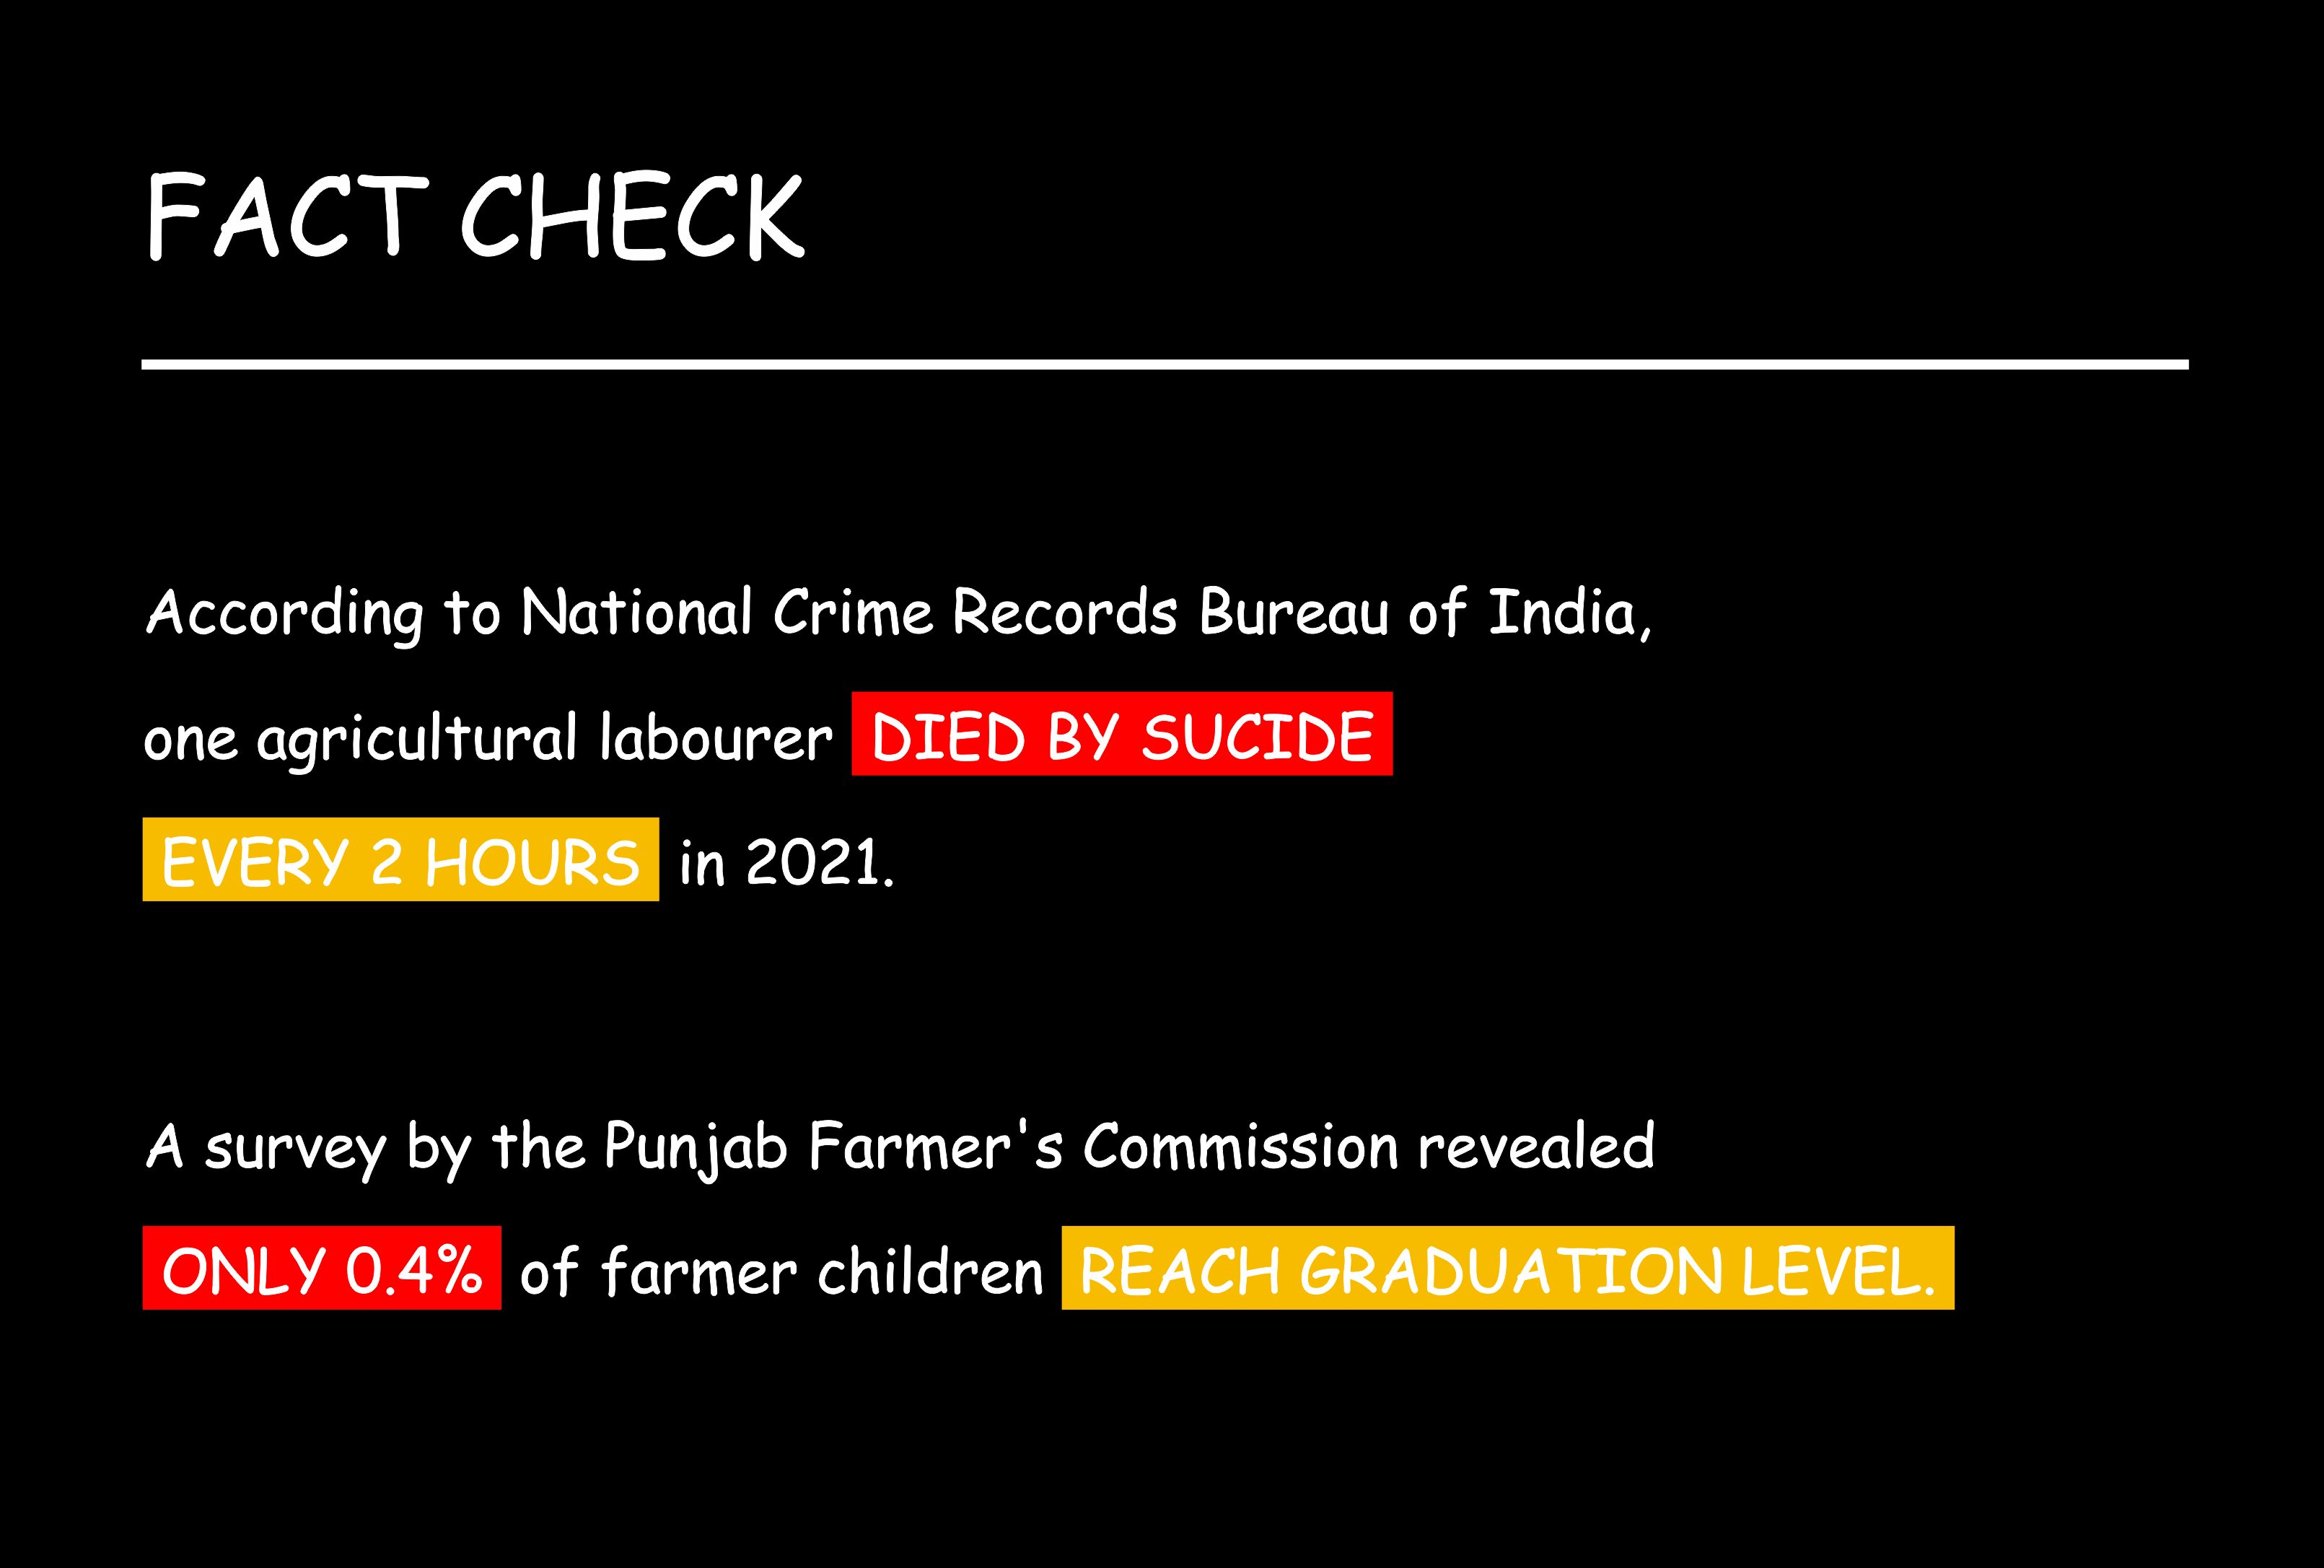 FACT CHECK
According to National Crime Records Bureau of India,
one agricultural labourer DIED BY SUCIDE
EVERY 2 HOURS in 2021.
A survey by the Punjab Farmer's Commission revealed
ONLY 0.4% of farmer children REACH GRADUATION LEVEL.